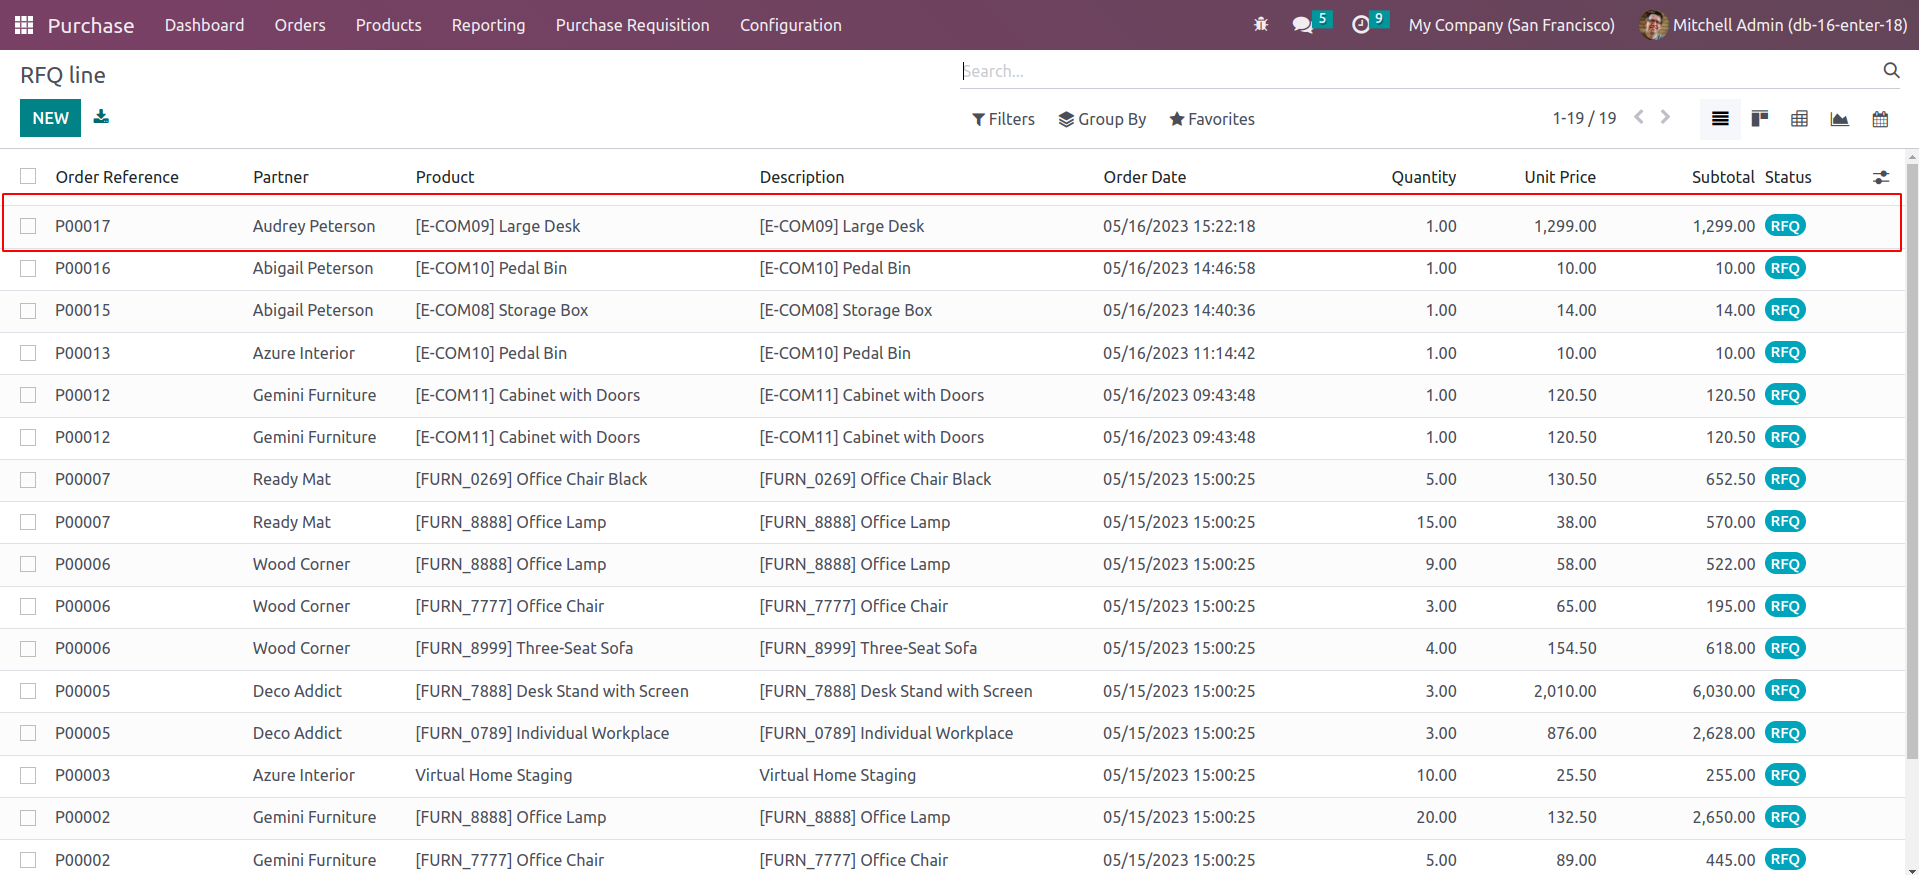 Purchase Dashboard Orders Products Reporting Purchase Requisition Configuration 5 9 My Company (San Francisco) Mitchell Admin (db-16-enter-18)
RFQ line Search...
NEW Filters Group By Favorites 1-19 / 19
Order Reference Partner Product Description Order Date Quantity Unit Price Subtotal Status
P00017 Audrey Peterson [E-COM09] Large Desk [E-COM09] Large Desk 05/16/2023 15:22:18 1.00 1,299.00 1,299.00 RFQ
P00016 Abigail Peterson [E-COM10] Pedal Bin [E-COM10] Pedal Bin 05/16/2023 14:46:58 1.00 10.00 10.00 RFQ
P00015 Abigail Peterson [E-COM08] Storage Box [E-COM08] Storage Box 05/16/2023 14:40:36 1.00 14.00 14.00 RFQ
P00013 Azure Interior [E-COM10] Pedal Bin [E-COM10] Pedal Bin 05/16/2023 11:14:42 1.00 10.00 10.00 RFQ
P00012 Gemini Furniture [E-COM11] Cabinet with Doors [E-COM11] Cabinet with Doors 05/16/2023 09:43:48 1.00 120.50 120.50 RFQ
P00012 Gemini Furniture [E-COM11] Cabinet with Doors [E-COM11] Cabinet with Doors 05/16/2023 09:43:48 1.00 120.50 120.50 RFQ
P00007 Ready Mat [FURN_0269] Office Chair Black [FURN_0269] Office Chair Black 05/15/2023 15:00:25 5.00 130.50 652.50 RFQ
P00007 Ready Mat [FURN_8888] Office Lamp [FURN_8888] Office Lamp 05/15/2023 15:00:25 15.00 38.00 570.00 RFQ
P00006 Wood Corner [FURN_8888] Office Lamp [FURN_8888] Office Lamp 05/15/2023 15:00:25 9.00 58.00 522.00 RFQ
P00006 Wood Corner [FURN_7777] Office Chair [FURN_7777] Office Chair 05/15/2023 15:00:25 3.00 65.00 195.00 RFQ
P00006 Wood Corner [FURN_8999] Three-Seat Sofa [FURN_8999] Three-Seat Sofa 05/15/2023 15:00:25 4.00 154.50 618.00 RFQ
P00005 Deco Addict [FURN_7888] Desk Stand with Screen [FURN_7888] Desk Stand with Screen 05/15/2023 15:00:25 3.00 2,010.00 6,030.00 RFQ
P00005 Deco Addict [FURN_0789] Individual Workplace [FURN_0789] Individual Workplace 05/15/2023 15:00:25 3.00 876.00 2,628.00 RFQ
P00003 Azure Interior Virtual Home Staging Virtual Home Staging 05/15/2023 15:00:25 10.00 25.50 255.00 RFQ
P00002 Gemini Furniture [FURN_8888] Office Lamp [FURN_8888] Office Lamp 05/15/2023 15:00:25 20.00 132.50 2,650.00 RFQ
P00002 Gemini Furniture [FURN_7777] Office Chair [FURN_7777] Office Chair 05/15/2023 15:00:25 5.00 89.00 445.00 RFQ